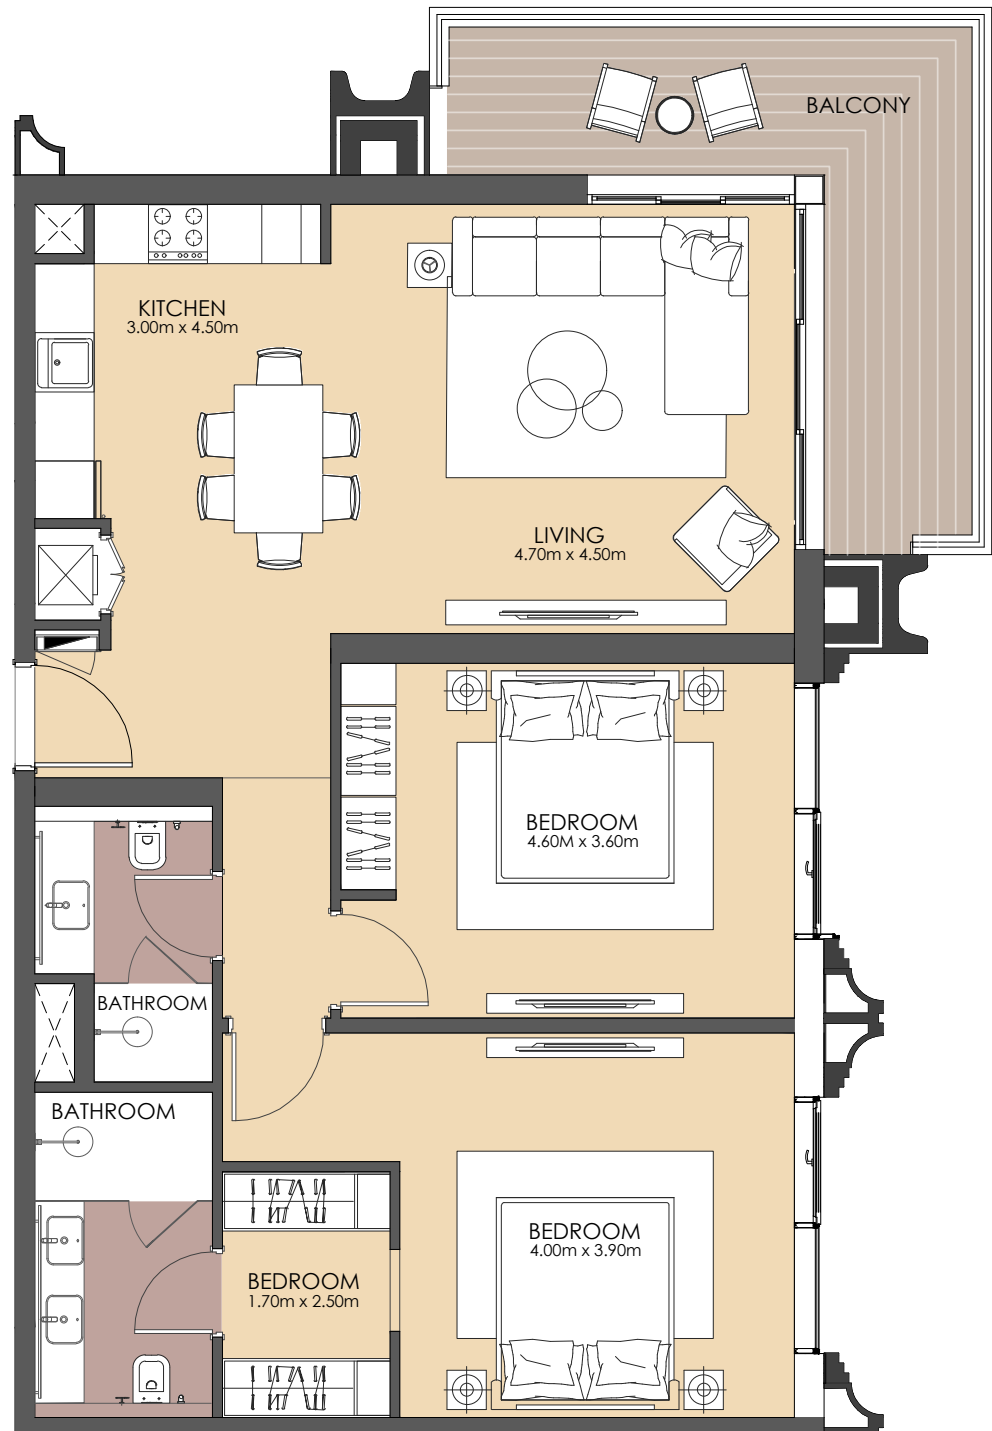 BALCONY
KITCHEN
3.00m x 4.50m
LIVING
4.70m x 4.50m
BEDROOM
4.60M x 3.60m
BATHROOM
BATHROOM
BEDROOM
4.00m x 3.90m
BEDROOM
1.70m x 2.50m